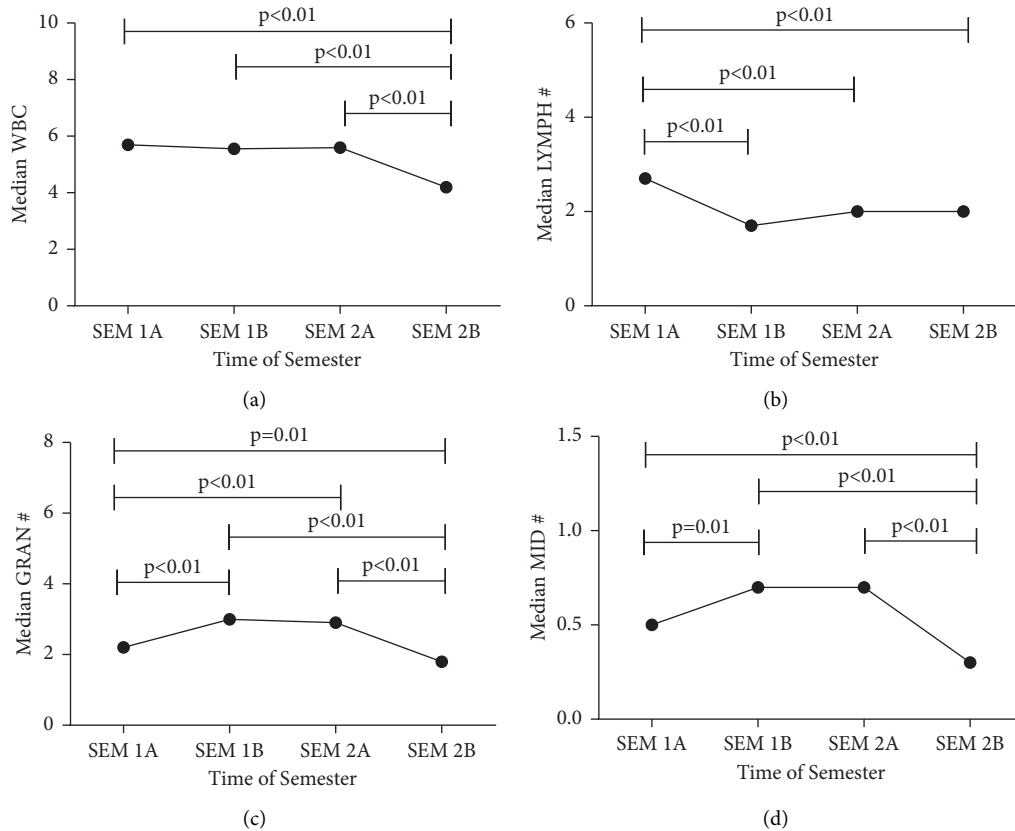 10
8
6
4
2
0
Median WBC
p<0.01
p<0.01
p<0.01
SEM 1A SEM 1B SEM 2A SEM 2B
Time of Semester
(a)
6
4
2
0
Median LYMPH #
p<0.01
p<0.01
p<0.01
SEM 1A SEM 1B SEM 2A SEM 2B
Time of Semester
(b)
8
6
4
2
0
Median GRAN #
p=0.01
p<0.01
p<0.01
p<0.01 p<0.01
SEM 1A SEM 1B SEM 2A SEM 2B
Time of Semester
(c)
1.5
1.0
0.5
0.0
Median MID #
p<0.01
p<0.01
p=0.01 p<0.01
SEM 1A SEM 1B SEM 2A SEM 2B
Time of Semester
(d)